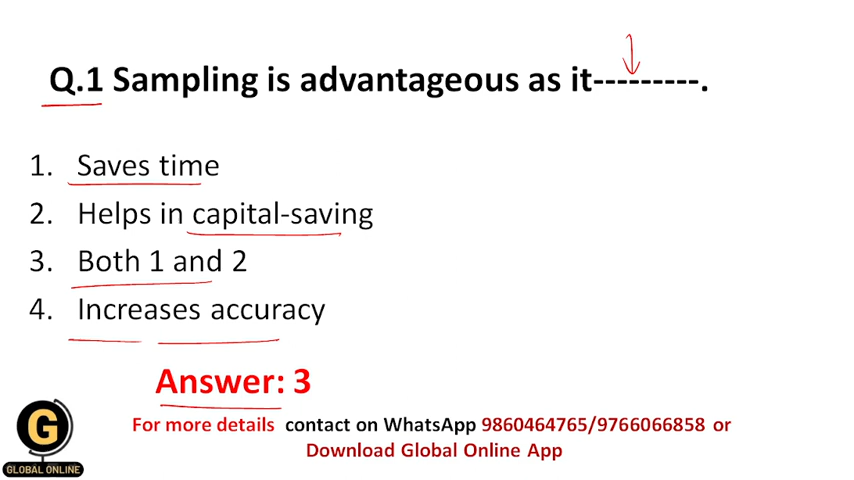 Q.1 Sampling is advantageous as it---------.
1. Saves time
2. Helps in capital-saving
3. Both 1 and 2
4. Increases accuracy
Answer: 3
For more details contact on WhatsApp 9860464765/9766066858 or
Download Global Online App
G
GLOBAL ONLINE